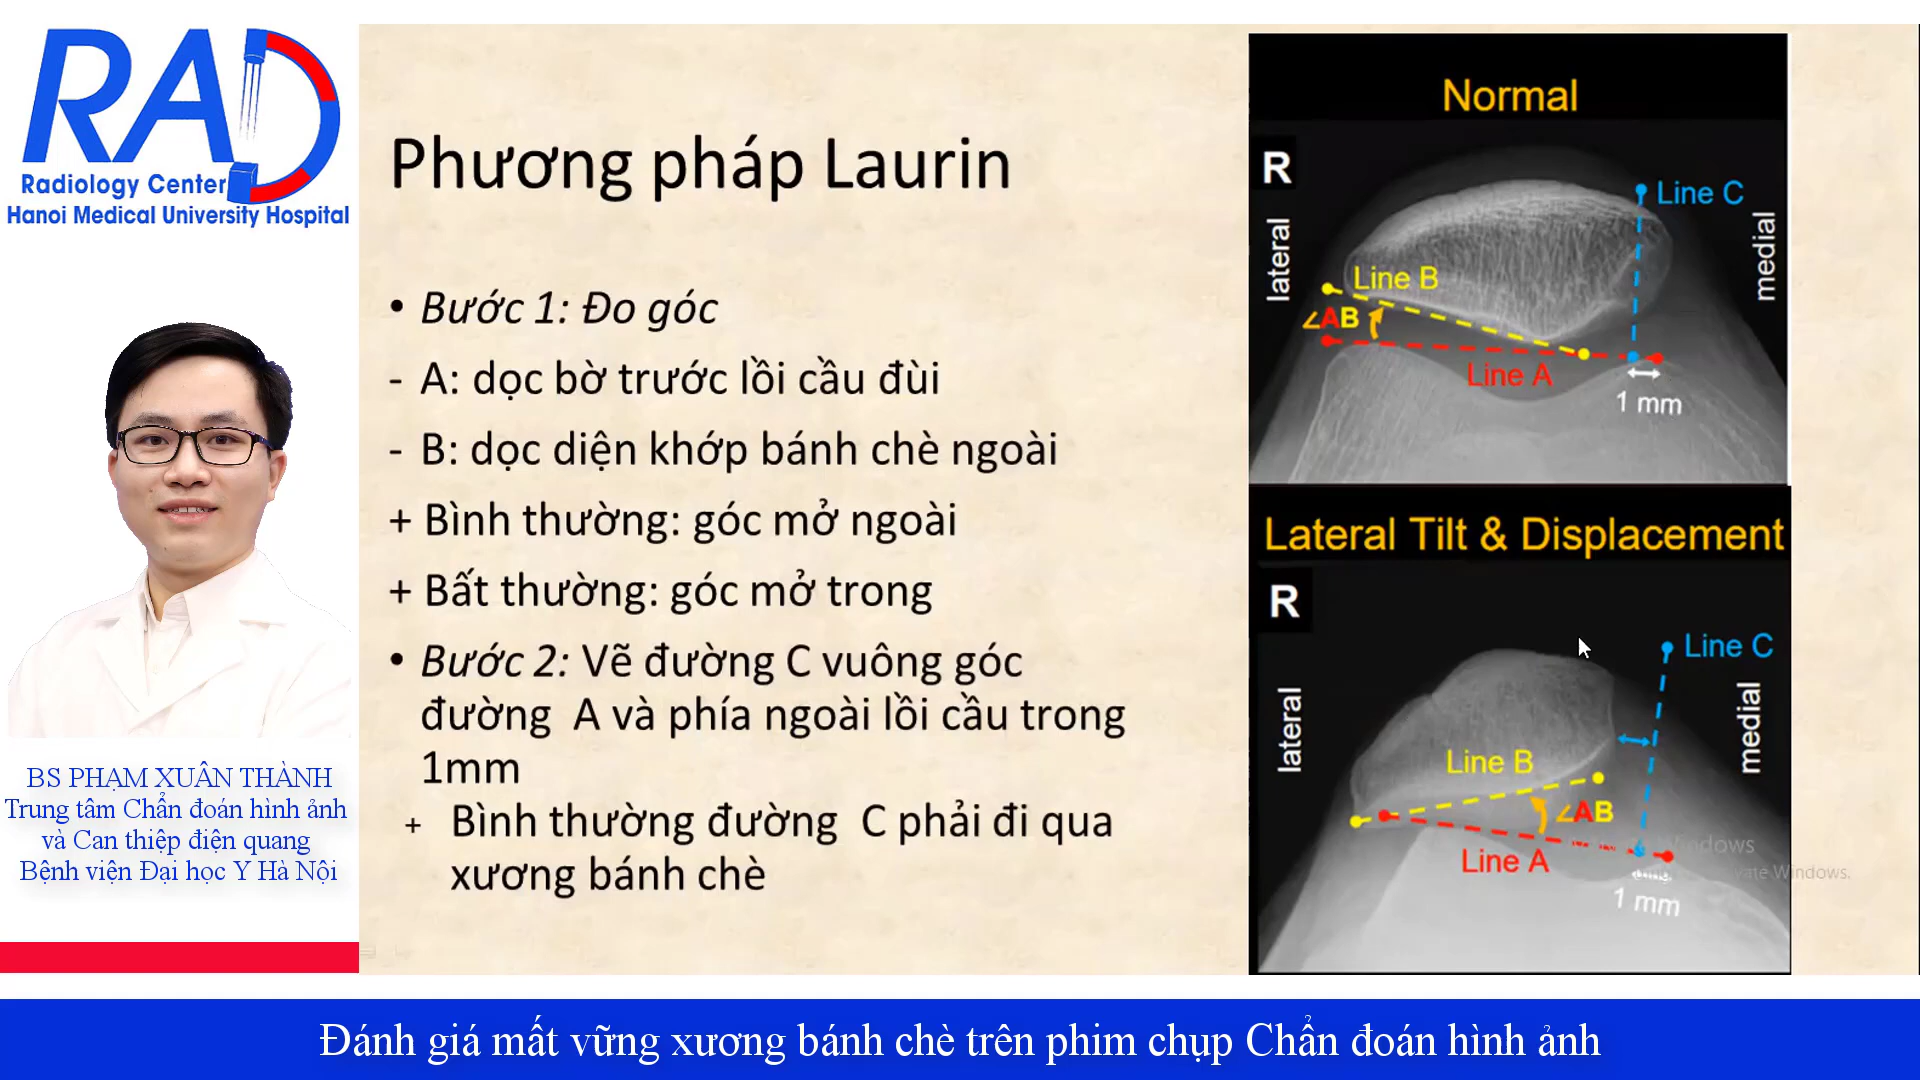 RAD
Radiology Center
Hanoi Medical University Hospital
BS PHẠM XUÂN THÀNH
Trung tâm Chẩn đoán hình ảnh
và Can thiệp điện quang
Bệnh viện Đại học Y Hà Nội
Phương pháp Laurin
• Bước 1: Đo góc
- A: dọc bờ trước lồi cầu đùi
- B: dọc diện khớp bánh chè ngoài
+ Bình thường: góc mở ngoài
+ Bất thường: góc mở trong
• Bước 2: Vẽ đường C vuông góc
đường A và phía ngoài lồi cầu trong
1mm
+ Bình thường đường C phải đi qua
xương bánh chè
Normal
R
Line C
lateral
medial
Line B
∠AB
Line A
1 mm
Lateral Tilt & Displacement
R
Line C
lateral
medial
Line B
∠AB
Line A
1 mm
Windows
Windows.
Đánh giá mất vững xương bánh chè trên phim chụp Chẩn đoán hình ảnh